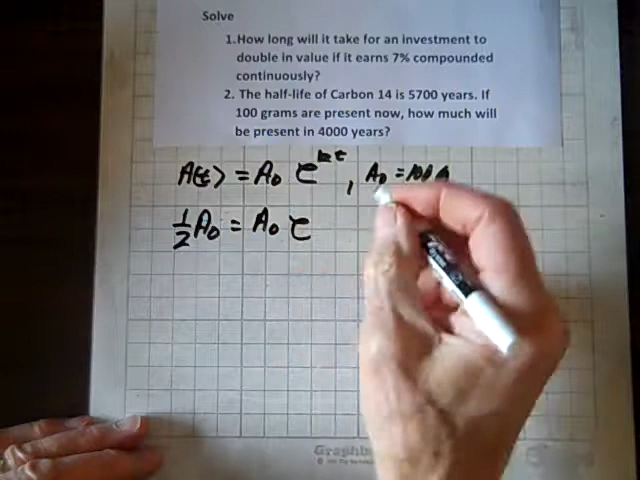 Solve
1.How long will it take for an investment to
double in value if it earns 7% compounded
continuously?
2. The half-life of Carbon 14 is 5700 years. If
100 grams are present now, how much will
be present in 4000 years?
A(t) = A₀ e^kt, A₀ = 100
½A₀ = A₀ e